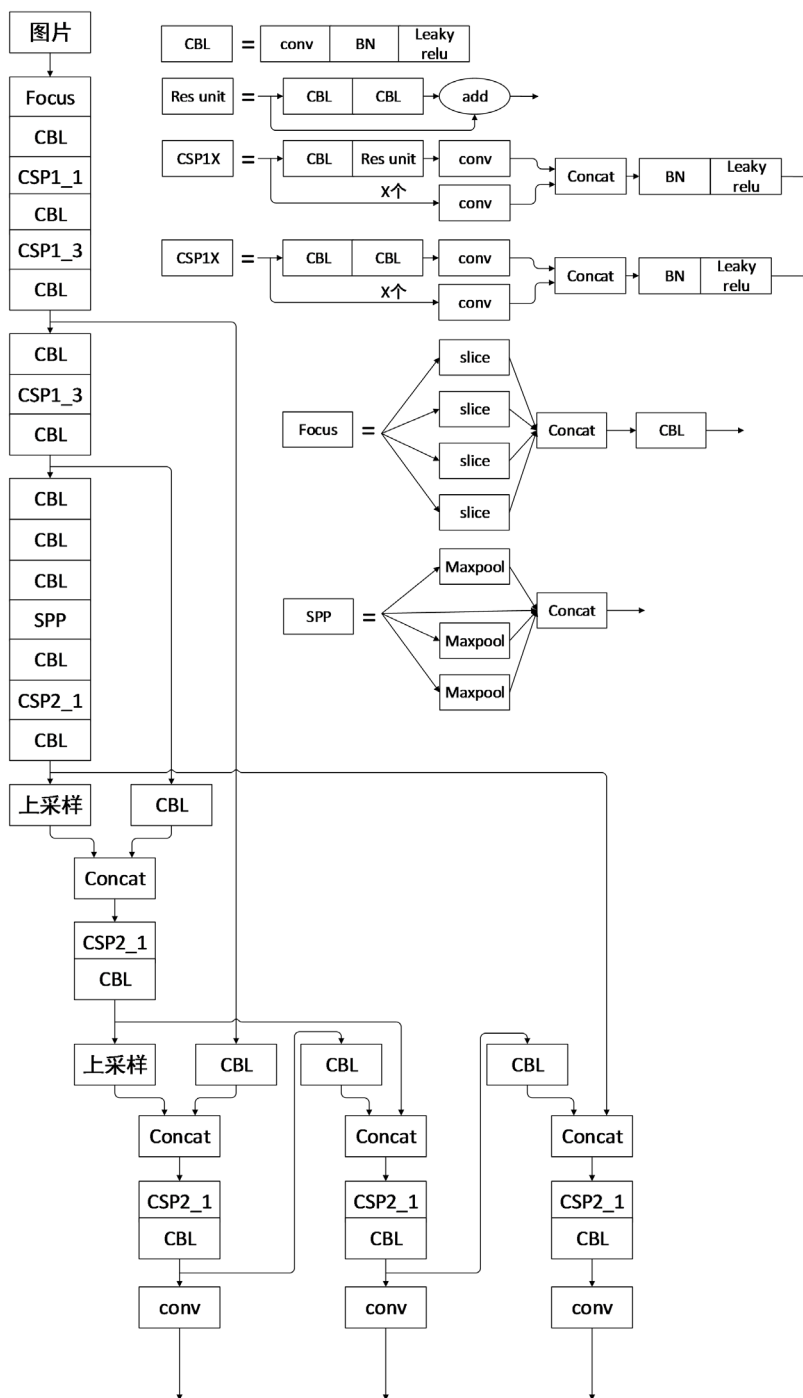 图片
Focus
CBL
CSP1_1
CBL
CSP1_3
CBL
CBL
CSP1_3
CBL
CBL
CBL
CBL
SPP
CBL
CSP2_1
CBL
上采样
CBL
Concat
CSP2_1
CBL
上采样
CBL
CBL
CBL
Concat
Concat
Concat
CSP2_1
CSP2_1
CSP2_1
CBL
CBL
CBL
conv
conv
conv
CBL = conv BN Leaky
relu
Res unit = CBL CBL add
CSP1X = CBL Res unit conv
X个 conv
Concat BN Leaky
relu
CSP1X = CBL CBL conv
X个 conv
Concat BN Leaky
relu
slice
slice
Focus = Concat CBL
slice
slice
Maxpool
SPP = Concat
Maxpool
Maxpool